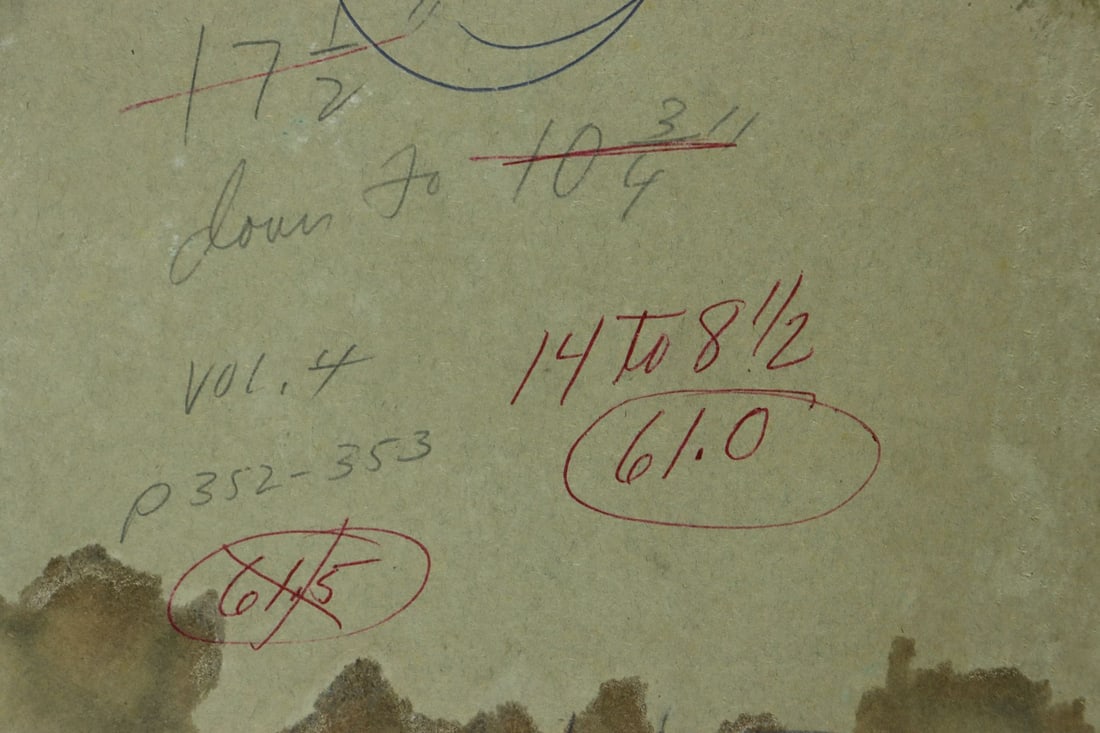 17 1/2"
down to 10 3/4"
14 to 8 1/2
vol. 4
61.0
p 352-353
61.5